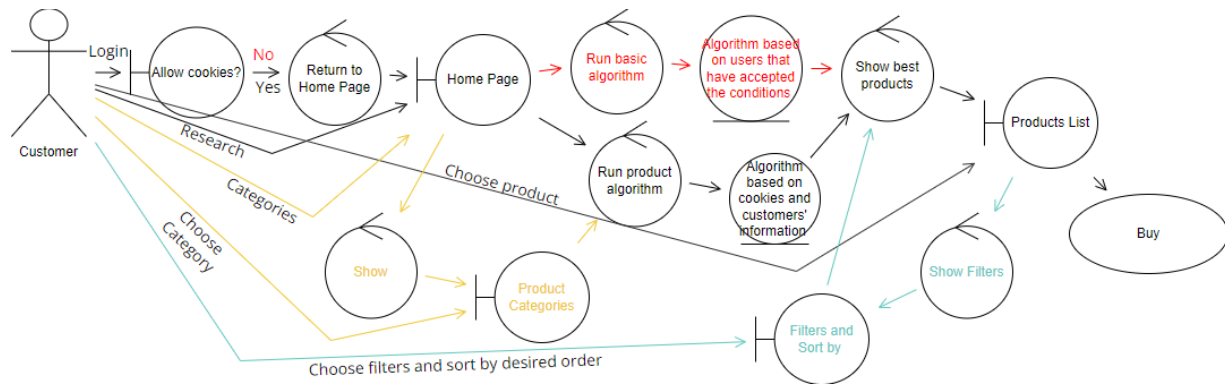 Login
Allow cookies?
No
Yes
Return to
Home Page
Home Page
Run basic
algorithm
Algorithm based
on users that
have accepted
the conditions
Show best
products
Products List
Customer
Research
Categories
Choose product
Run product
algorithm
Algorithm
based on
cookies and
customers'
information
Buy
Choose
Category
Show
Product
Categories
Show Filters
Filters and
Sort by
Choose filters and sort by desired order